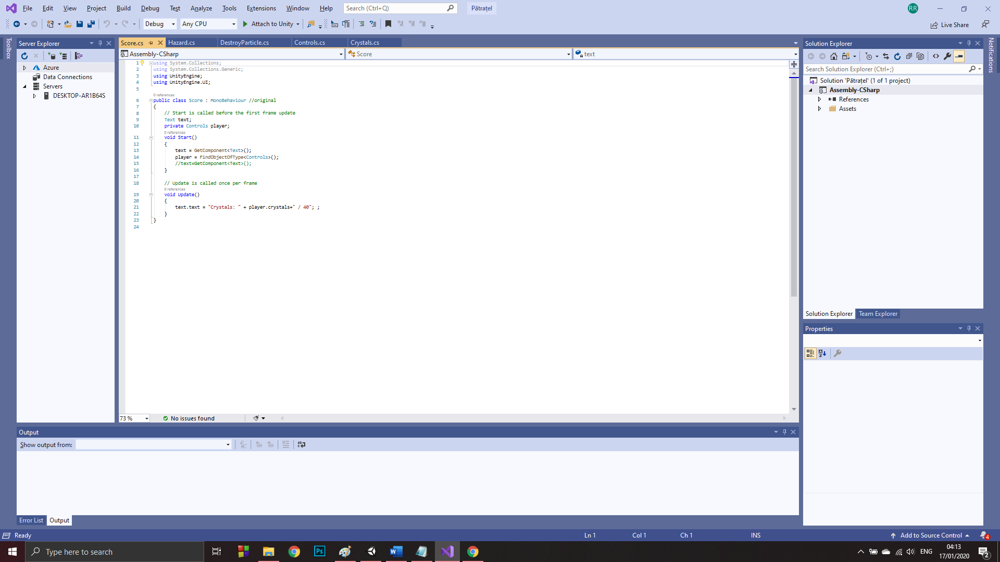 File Edit View Project Build Debug Test Analyze Tools Extensions Window Help Search (Ctrl+Q) Pătrațel RR
Debug Any CPU Attach to Unity Live Share
Toolbox
Server Explorer
Azure
Data Connections
Servers
DESKTOP-AR1B64S
Score.cs Hazard.cs DestroyParticle.cs Controls.cs Crystals.cs
Assembly-CSharp Score text
1 using System.Collections;
2 using System.Collections.Generic;
3 using UnityEngine;
4 using UnityEngine.UI;
5
0 references
6 public class Score : MonoBehaviour //original
7 {
8 // Start is called before the first frame update
9 Text text;
10 private Controls player;
0 references
11 void Start()
12 {
13 text = GetComponent<Text>();
14 player = FindObjectOfType<Controls>();
15 //text=GetComponent<Text>();
16 }
17
18 // Update is called once per frame
0 references
19 void Update()
20 {
21 text.text = "Crystals: " + player.crystals+" / 40"; ;
22 }
23 }
24
73 % No issues found
Output
Show output from:
Error List Output
Solution Explorer
Search Solution Explorer (Ctrl+;)
Solution 'Pătrațel' (1 of 1 project)
Assembly-CSharp
References
Assets
Solution Explorer Team Explorer
Properties
Notifications
Ready Ln 1 Col 1 Ch 1 INS Add to Source Control 4
Type here to search Ps ENG 04:13
17/01/2020 2